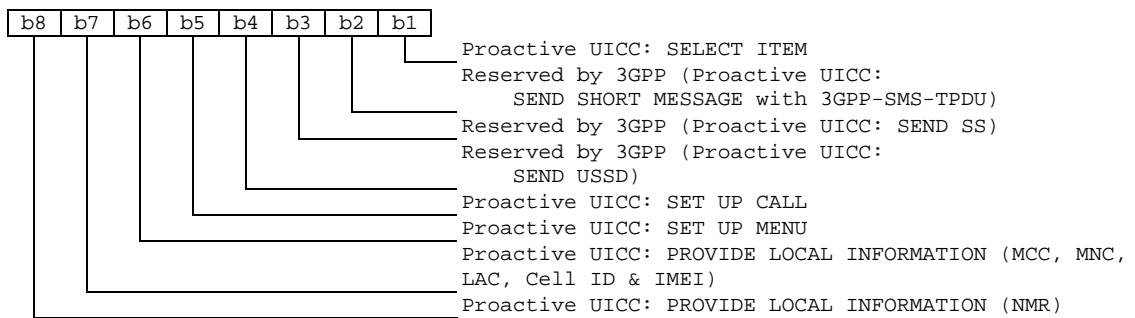 b8 b7 b6 b5 b4 b3 b2 b1
Proactive UICC: SELECT ITEM
Reserved by 3GPP (Proactive UICC:
SEND SHORT MESSAGE with 3GPP-SMS-TPDU)
Reserved by 3GPP (Proactive UICC: SEND SS)
Reserved by 3GPP (Proactive UICC:
SEND USSD)
Proactive UICC: SET UP CALL
Proactive UICC: SET UP MENU
Proactive UICC: PROVIDE LOCAL INFORMATION (MCC, MNC,
LAC, Cell ID & IMEI)
Proactive UICC: PROVIDE LOCAL INFORMATION (NMR)